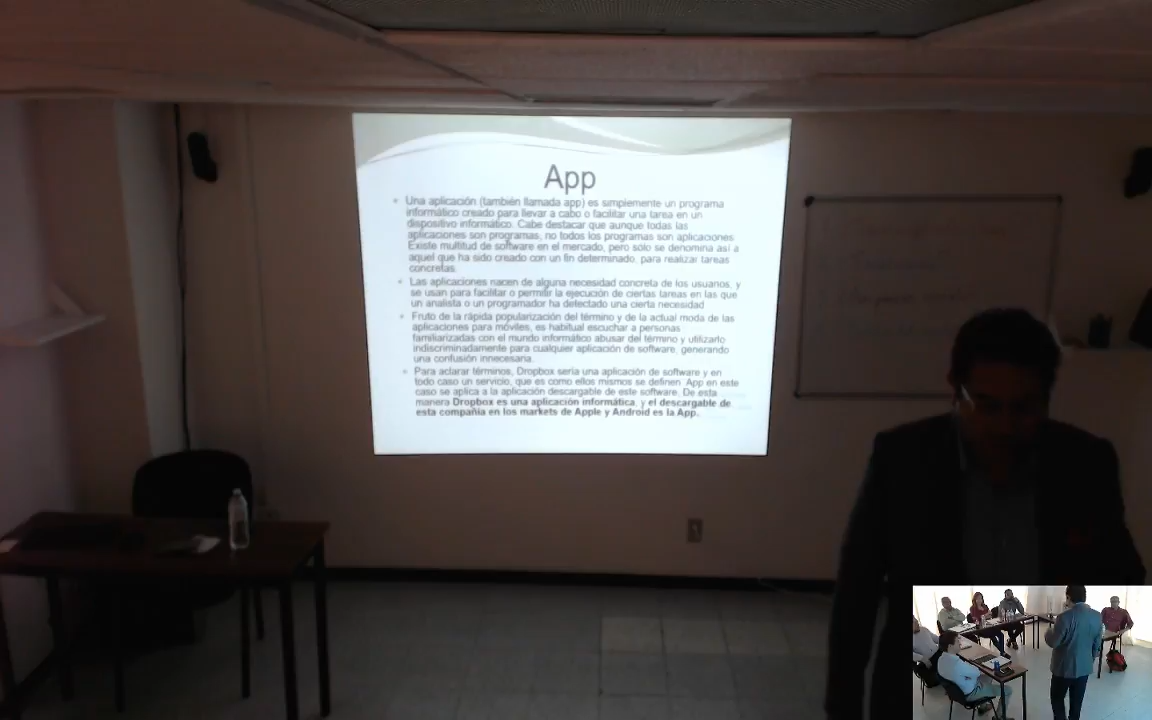 App
Una aplicación (también llamada app) es simplemente un programa
informático creado para llevar a cabo o facilitar una tarea en un
dispositivo informático. Cabe destacar que aunque todas las
aplicaciones son programas, no todos los programas son aplicaciones.
Existe multitud de software en el mercado, pero sólo se denomina así a
aquel que ha sido creado con un fin determinado, para realizar tareas
concretas.
Las aplicaciones nacen de alguna necesidad concreta de los usuarios, y
se usan para facilitar o permitir la ejecución de ciertas tareas en las que
un analista o un programador ha detectado una cierta necesidad.
Fruto de la rápida popularización del término y de la actual moda de las
aplicaciones para móviles, es habitual escuchar a personas
familiarizadas con el mundo informático abusar del término y utilizarlo
indiscriminadamente para cualquier aplicación de software, generando
una confusión innecesaria.
Para aclarar términos, Dropbox sería una aplicación de software y en
todo caso un servicio, que es como ellos mismos se definen. App en este
caso se aplica a la aplicación descargable de este software. De esta
manera Dropbox es una aplicación informática, y el descargable de
esta compañía en los markets de Apple y Android es la App.